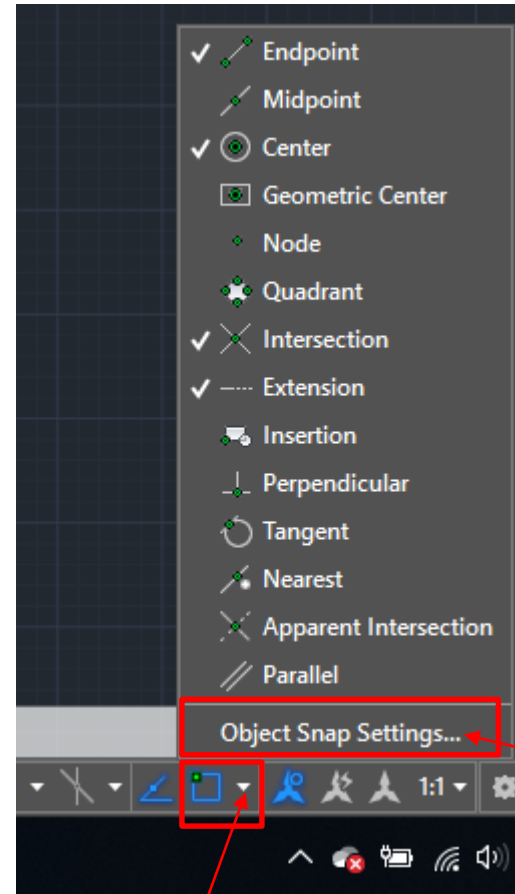 Endpoint
Midpoint
Center
Geometric Center
Node
Quadrant
Intersection
Extension
Insertion
Perpendicular
Tangent
Nearest
Apparent Intersection
Parallel
Object Snap Settings...
1:1